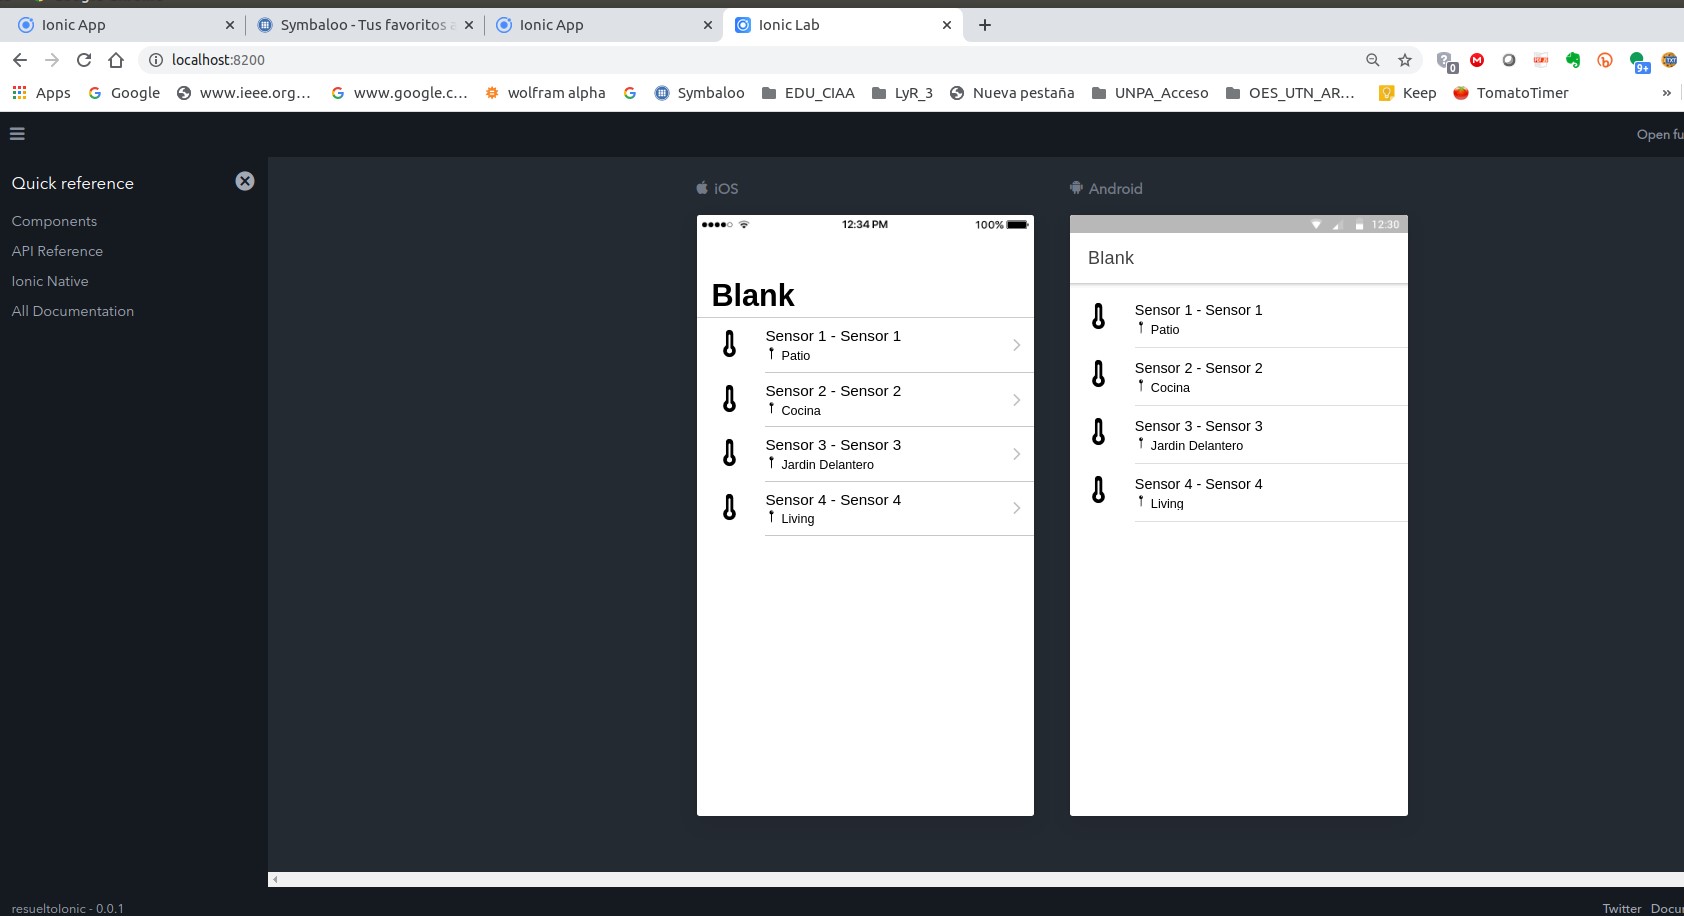 Ionic App
Symbaloo - Tus favoritos a
Ionic App
Ionic Lab
localhost:8200
0
9+
Apps
Google
www.ieee.org...
www.google.c...
wolfram alpha
Symbaloo
EDU_CIAA
LyR_3
Nueva pestaña
UNPA_Acceso
OES_UTN_AR...
Keep
TomatoTimer
»
Open fu
Quick reference
Components
API Reference
Ionic Native
All Documentation
iOS
12:34 PM
100%
Blank
Sensor 1 - Sensor 1
Patio
Sensor 2 - Sensor 2
Cocina
Sensor 3 - Sensor 3
Jardin Delantero
Sensor 4 - Sensor 4
Living
Android
12:30
Blank
Sensor 1 - Sensor 1
Patio
Sensor 2 - Sensor 2
Cocina
Sensor 3 - Sensor 3
Jardin Delantero
Sensor 4 - Sensor 4
Living
resueltoIonic - 0.0.1
Twitter Docu